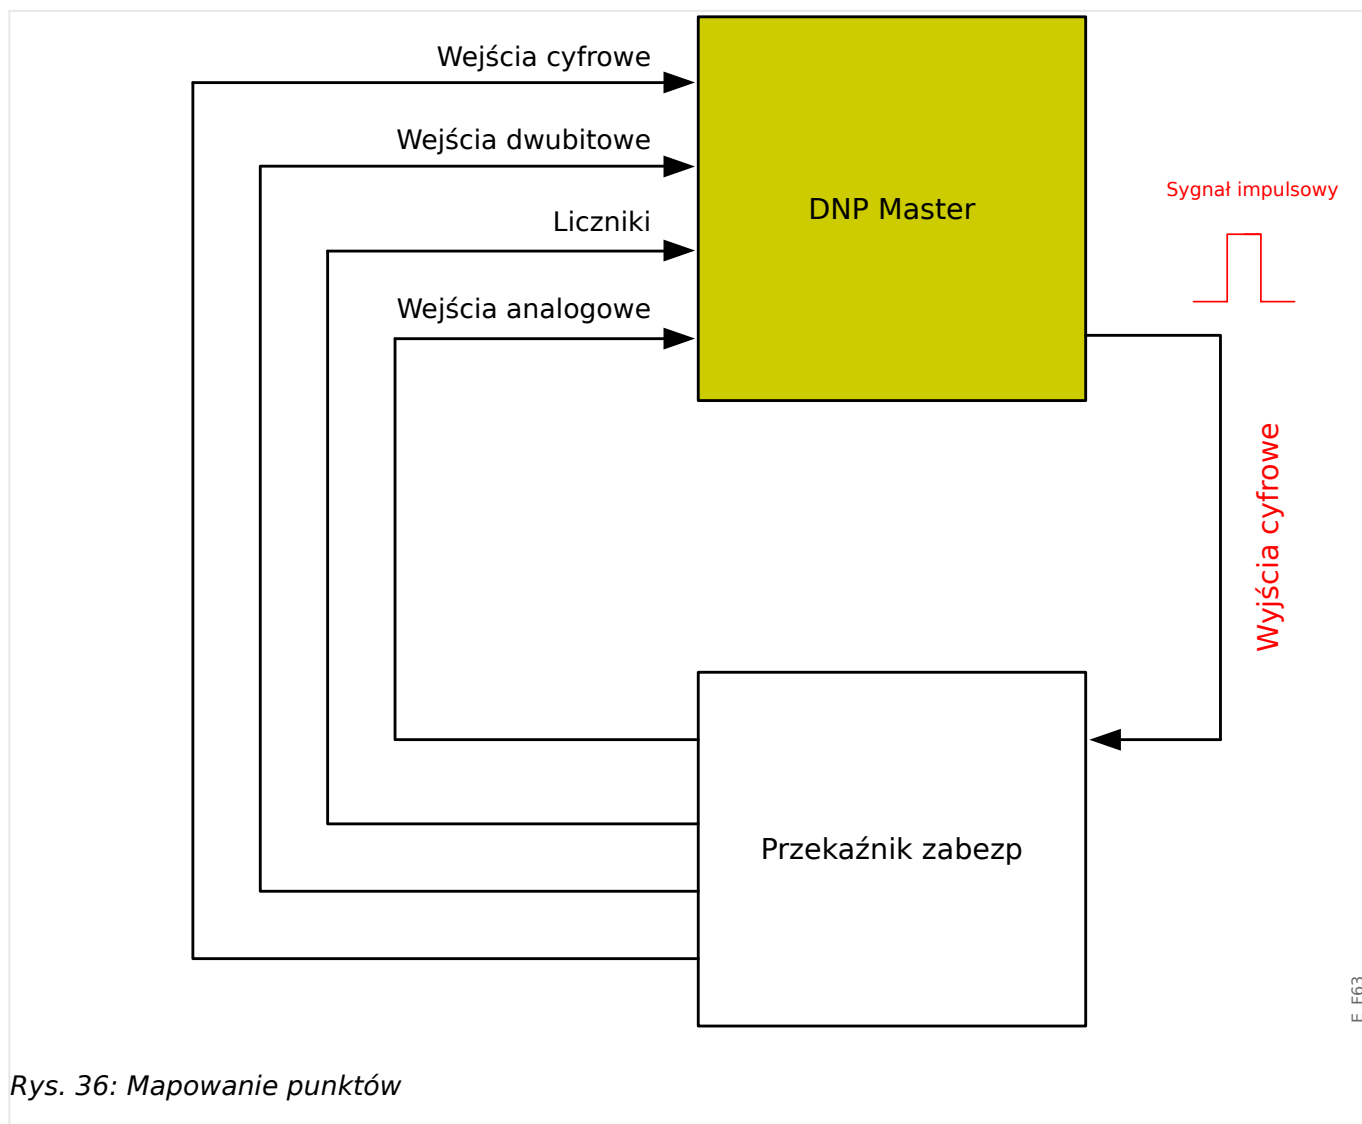 Wejścia cyfrowe
Wejścia dwubitowe
Liczniki
Wejścia analogowe
DNP Master
Sygnał impulsowy
Wyjścia cyfrowe
Przekaźnik zabezp
E_F63
Rys. 36: Mapowanie punktów